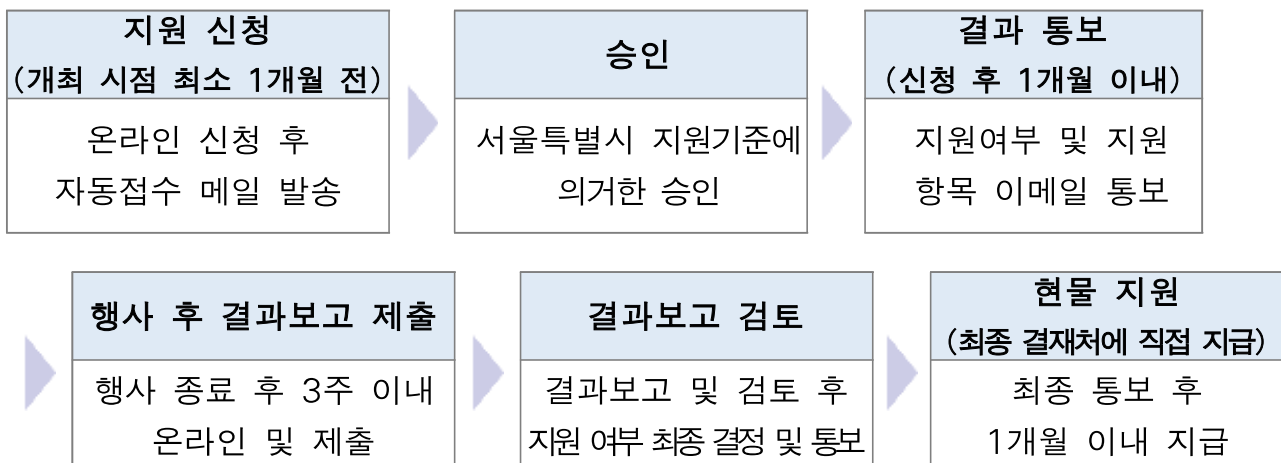 지원 신청
(개최 시점 최소 1개월 전)
온라인 신청 후
자동접수 메일 발송
승인
서울특별시 지원기준에
의거한 승인
결과 통보
(신청 후 1개월 이내)
지원여부 및 지원
항목 이메일 통보
행사 후 결과보고 제출
행사 종료 후 3주 이내
온라인 및 제출
결과보고 검토
결과보고 및 검토 후
지원 여부 최종 결정 및 통보
현물 지원
(최종 결재처에 직접 지급)
최종 통보 후
1개월 이내 지급